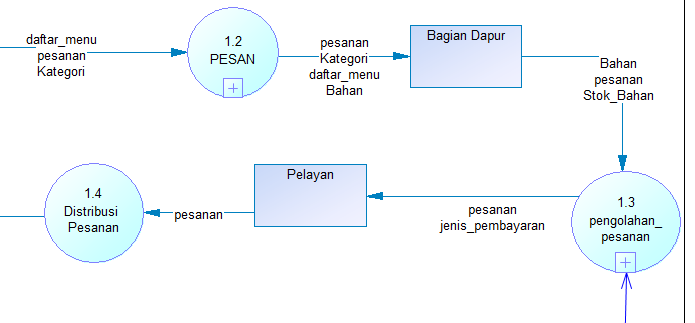 daftar_menu
pesanan
Kategori
1.2
PESAN
pesanan
Kategori
daftar_menu
Bahan
Bagian Dapur
Bahan
pesanan
Stok_Bahan
1.3
pengolahan_
pesanan
pesanan
jenis_pembayaran
Pelayan
pesanan
1.4
Distribusi
Pesanan